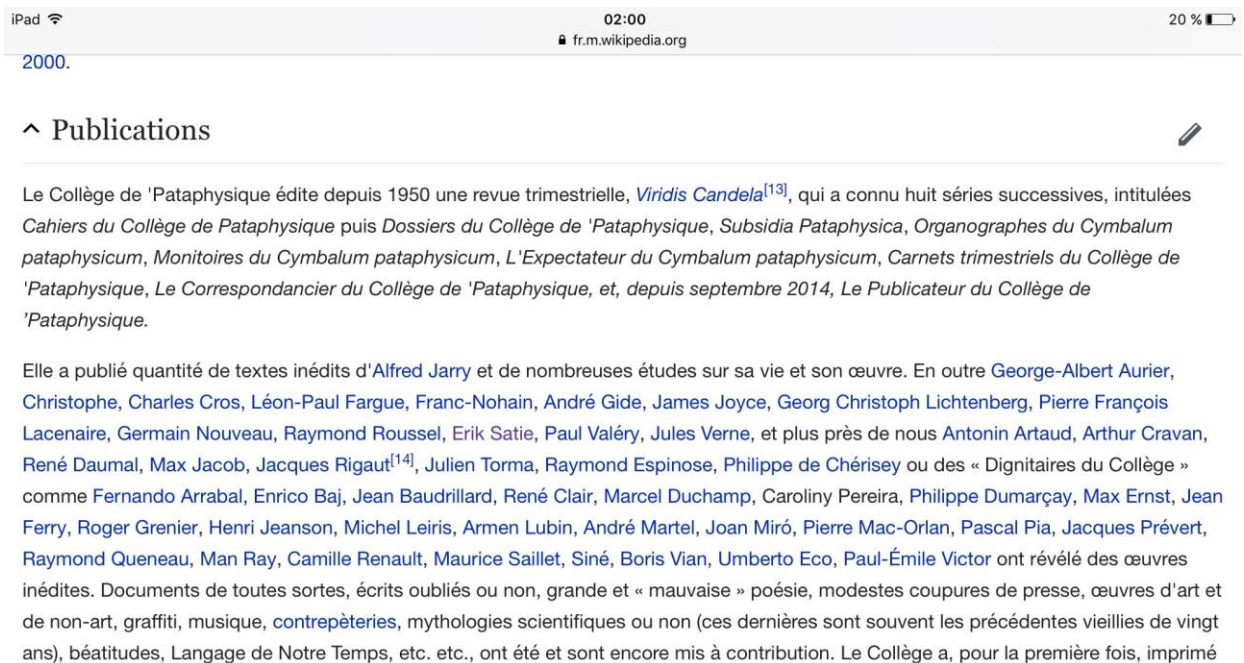 iPad 02:00 20 %
fr.m.wikipedia.org
2000.
Publications
Le Collège de 'Pataphysique édite depuis 1950 une revue trimestrielle, Viridis Candela[13], qui a connu huit séries successives, intitulées
Cahiers du Collège de Pataphysique puis Dossiers du Collège de 'Pataphysique, Subsidia Pataphysica, Organographes du Cymbalum
pataphysicum, Monitoires du Cymbalum pataphysicum, L'Expectateur du Cymbalum pataphysicum, Carnets trimestriels du Collège de
'Pataphysique, Le Correspondancier du Collège de 'Pataphysique, et, depuis septembre 2014, Le Publicateur du Collège de
’Pataphysique.
Elle a publié quantité de textes inédits d'Alfred Jarry et de nombreuses études sur sa vie et son œuvre. En outre George-Albert Aurier,
Christophe, Charles Cros, Léon-Paul Fargue, Franc-Nohain, André Gide, James Joyce, Georg Christoph Lichtenberg, Pierre François
Lacenaire, Germain Nouveau, Raymond Roussel, Erik Satie, Paul Valéry, Jules Verne, et plus près de nous Antonin Artaud, Arthur Cravan,
René Daumal, Max Jacob, Jacques Rigaut[14], Julien Torma, Raymond Espinose, Philippe de Chérisey ou des « Dignitaires du Collège »
comme Fernando Arrabal, Enrico Baj, Jean Baudrillard, René Clair, Marcel Duchamp, Caroliny Pereira, Philippe Dumarçay, Max Ernst, Jean
Ferry, Roger Grenier, Henri Jeanson, Michel Leiris, Armen Lubin, André Martel, Joan Miró, Pierre Mac-Orlan, Pascal Pia, Jacques Prévert,
Raymond Queneau, Man Ray, Camille Renault, Maurice Saillet, Siné, Boris Vian, Umberto Eco, Paul-Émile Victor ont révélé des œuvres
inédites. Documents de toutes sortes, écrits oubliés ou non, grande et « mauvaise » poésie, modestes coupures de presse, œuvres d'art et
de non-art, graffiti, musique, contrepèteries, mythologies scientifiques ou non (ces dernières sont souvent les précédentes vieillies de vingt
ans), béatitudes, Langage de Notre Temps, etc. etc., ont été et sont encore mis à contribution. Le Collège a, pour la première fois, imprimé